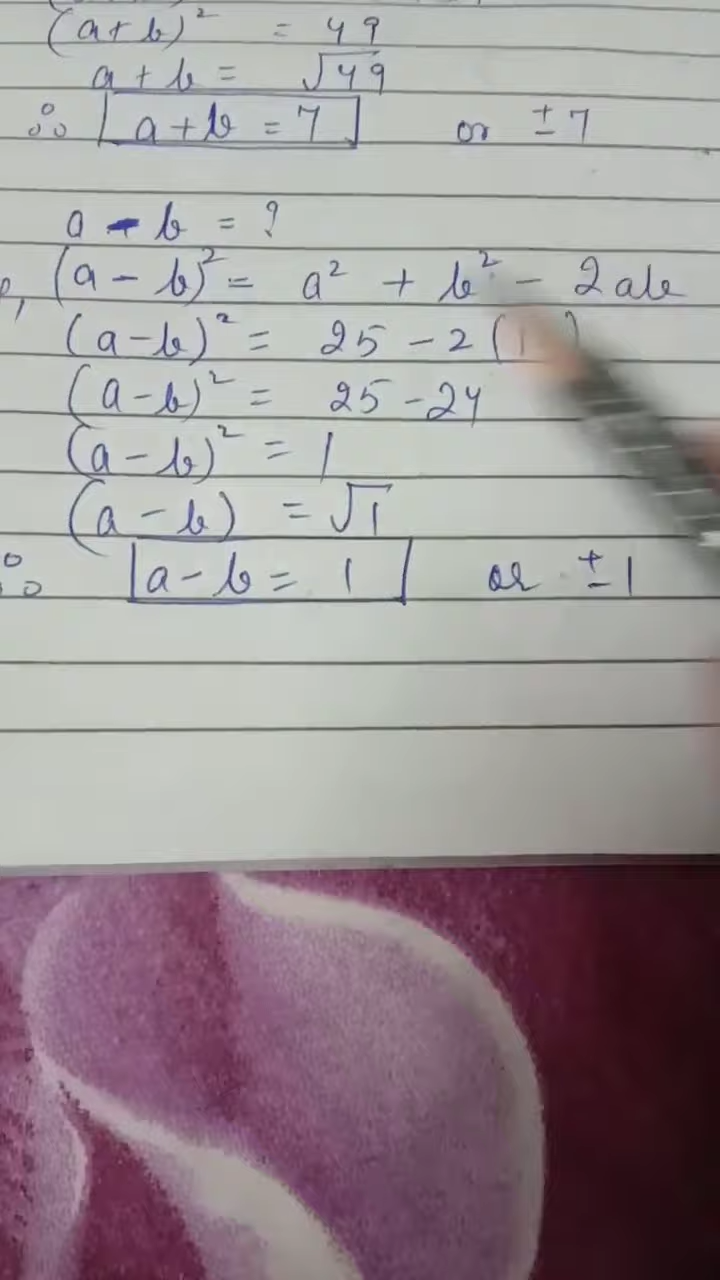 (a+b)² = 49
a+b = √49
∴ a+b = 7 or ±7
a - b = ?
(a - b)² = a² + b² - 2ab
(a-b)² = 25 - 2(1
(a-b)² = 25-24
(a-b)² = 1
(a-b) = √1
∴ a-b = 1 or ±1